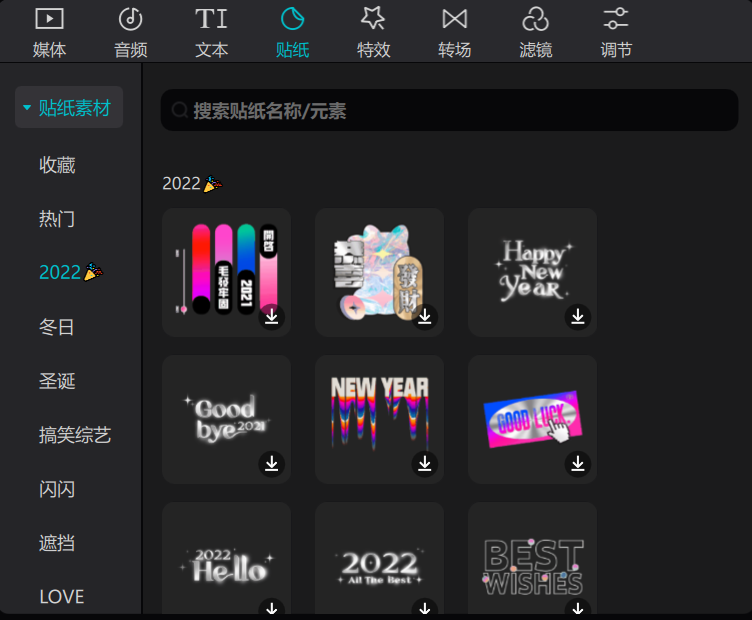 媒体 音频 文本 贴纸 特效 转场 滤镜 调节
贴纸素材
搜索贴纸名称/元素
收藏
热门
2022🎉
冬日
圣诞
搞笑综艺
闪闪
遮挡
LOVE
2022🎉
2021
發財
Happy
New
Year
Good
bye 2021
NEW YEAR
GOOD LUCK
2022
Hello
2022
All The Best
BEST
WISHES